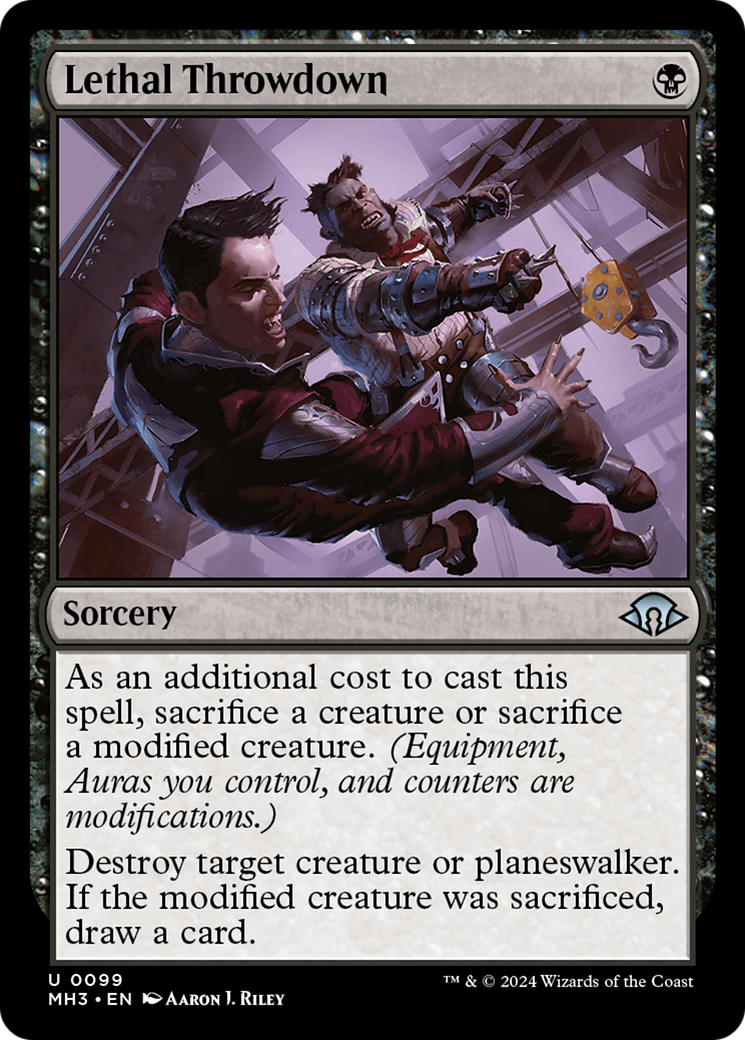 Lethal Throwdown
Sorcery
As an additional cost to cast this
spell, sacrifice a creature or sacrifice
a modified creature. (Equipment,
Auras you control, and counters are
modifications.)
Destroy target creature or planeswalker.
If the modified creature was sacrificed,
draw a card.
U 0099
MH3 • EN Aaron J. Riley
™ & © 2024 Wizards of the Coast